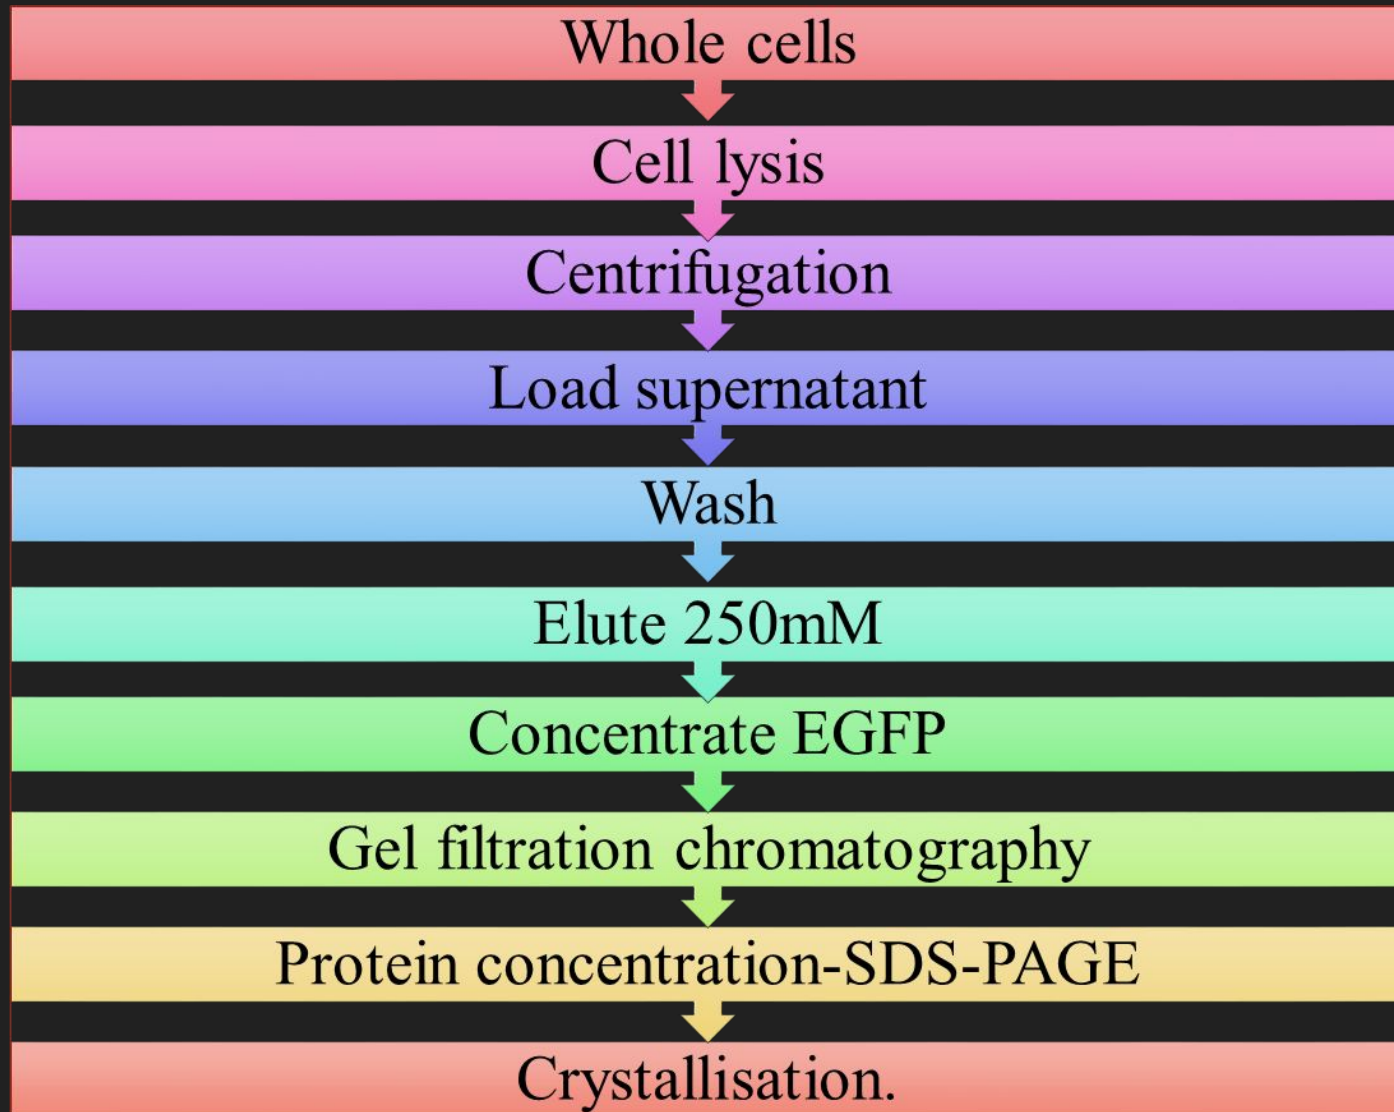 Whole cells
Cell lysis
Centrifugation
Load supernatant
Wash
Elute 250mM
Concentrate EGFP
Gel filtration chromatography
Protein concentration-SDS-PAGE
Crystallisation.